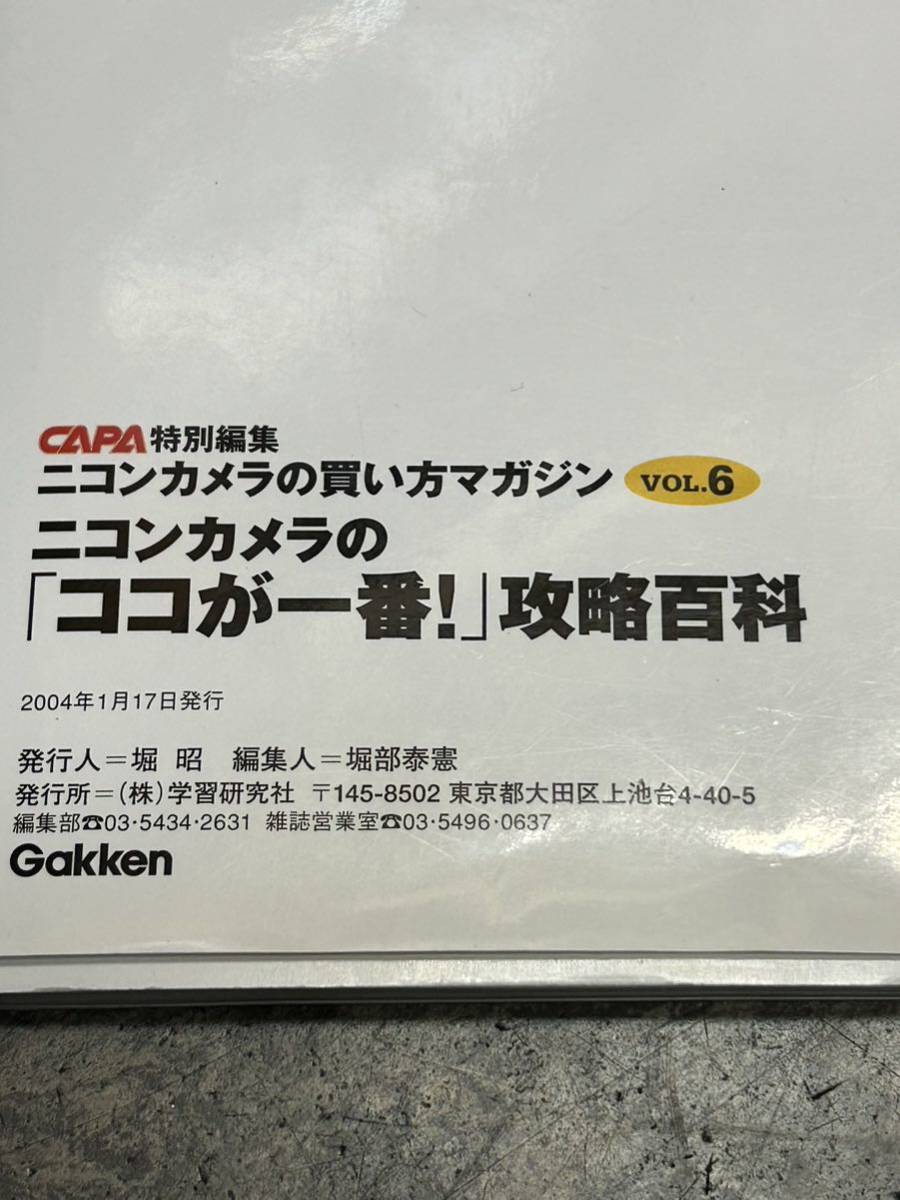 CAPA特別編集
ニコンカメラの買い方マガジン VOL.6
ニコンカメラの
「ココが一番!」攻略百科
2004年1月17日発行
発行人＝堀 昭 編集人＝堀部泰憲
発行所＝(株)学習研究社 〒145-8502 東京都大田区上池台4-40-5
編集部☎03·5434·2631 雑誌営業室☎03·5496·0637
Gakken